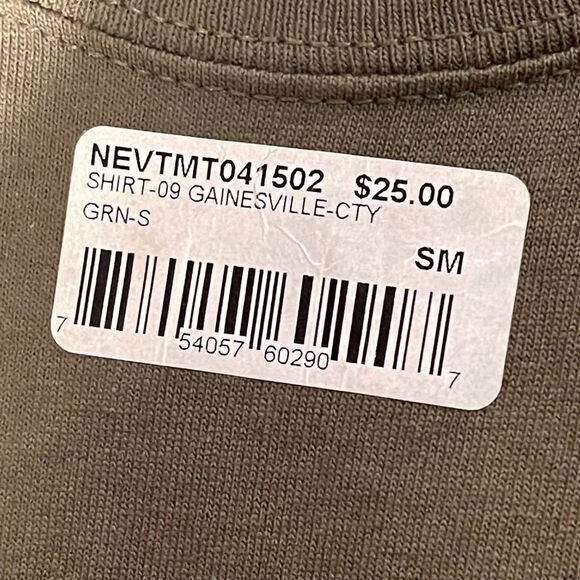 NEVTMT041502 $25.00
SHIRT-09 GAINESVILLE-CTY
GRN-S
SM
7 54057 60290 7